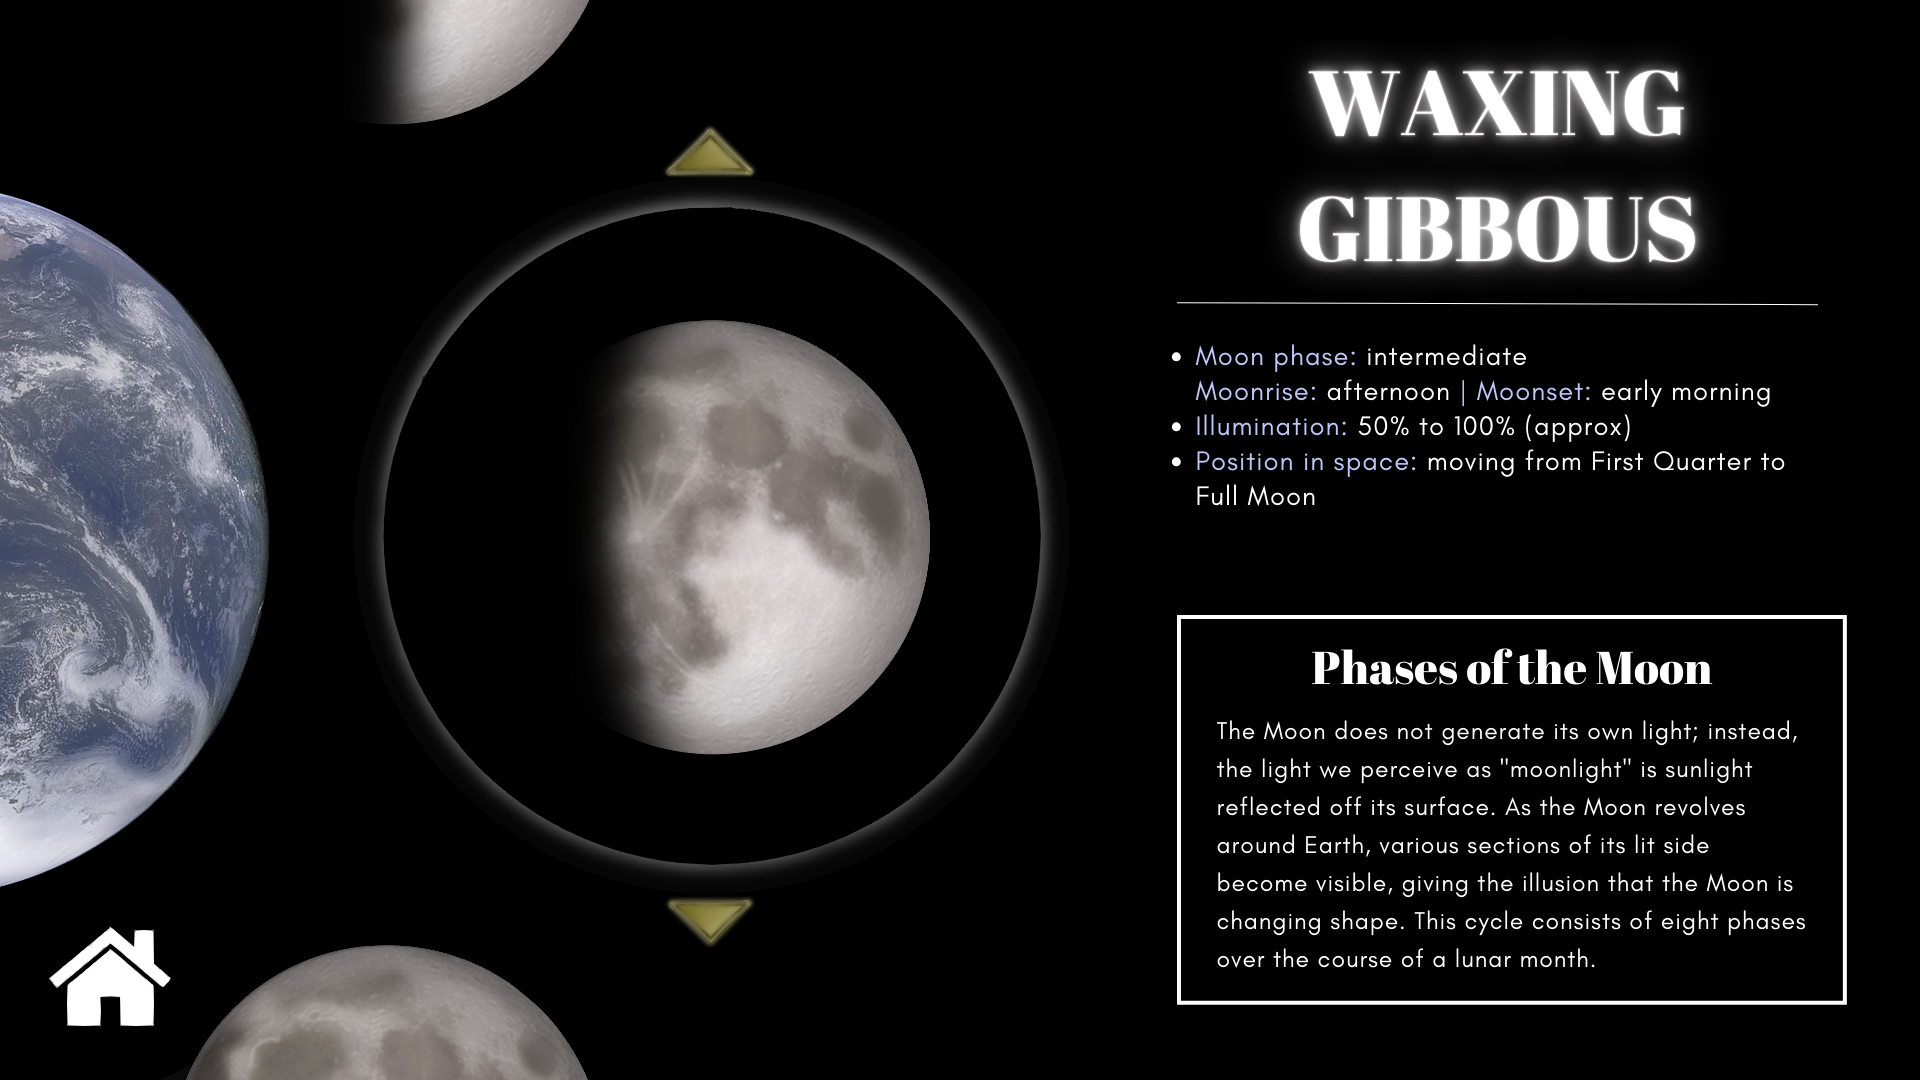 WAXING
GIBBOUS
• Moon phase: intermediate
Moonrise: afternoon | Moonset: early morning
• Illumination: 50% to 100% (approx)
• Position in space: moving from First Quarter to
Full Moon
Phases of the Moon
The Moon does not generate its own light; instead,
the light we perceive as "moonlight" is sunlight
reflected off its surface. As the Moon revolves
around Earth, various sections of its lit side
become visible, giving the illusion that the Moon is
changing shape. This cycle consists of eight phases
over the course of a lunar month.